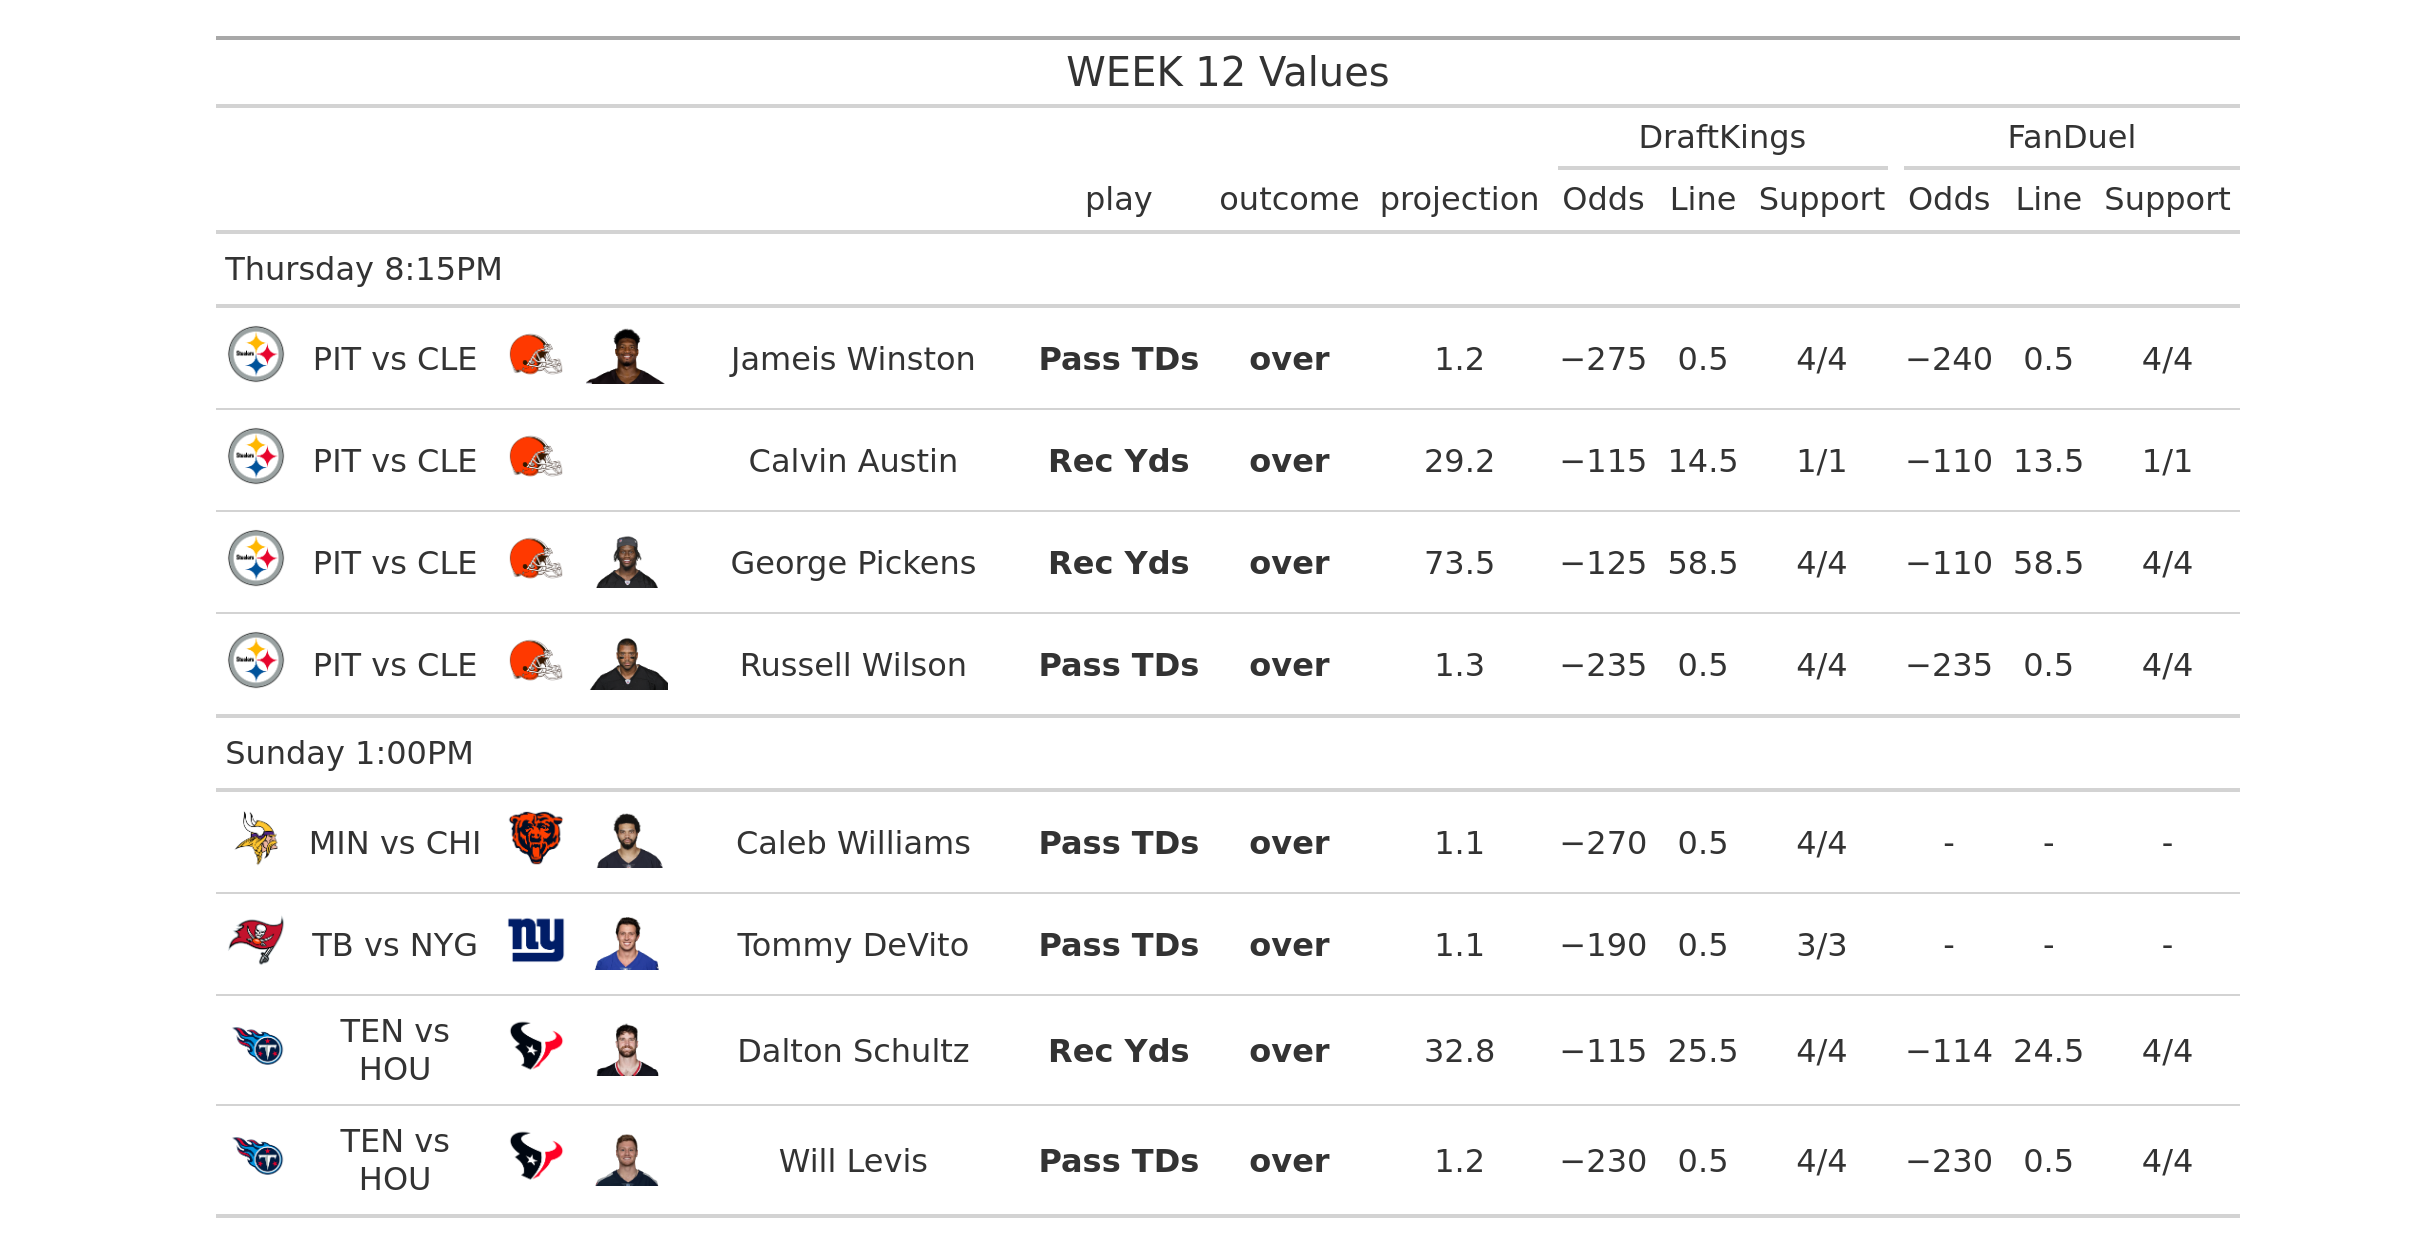 WEEK 12 Values
DraftKings FanDuel
play outcome projection Odds Line Support Odds Line Support
Thursday 8:15PM
PIT vs CLE Jameis Winston Pass TDs over 1.2 −275 0.5 4/4 −240 0.5 4/4
PIT vs CLE Calvin Austin Rec Yds over 29.2 −115 14.5 1/1 −110 13.5 1/1
PIT vs CLE George Pickens Rec Yds over 73.5 −125 58.5 4/4 −110 58.5 4/4
PIT vs CLE Russell Wilson Pass TDs over 1.3 −235 0.5 4/4 −235 0.5 4/4
Sunday 1:00PM
MIN vs CHI Caleb Williams Pass TDs over 1.1 −270 0.5 4/4 - - -
TB vs NYG ny Tommy DeVito Pass TDs over 1.1 −190 0.5 3/3 - - -
TEN vs
HOU Dalton Schultz Rec Yds over 32.8 −115 25.5 4/4 −114 24.5 4/4
TEN vs
HOU Will Levis Pass TDs over 1.2 −230 0.5 4/4 −230 0.5 4/4